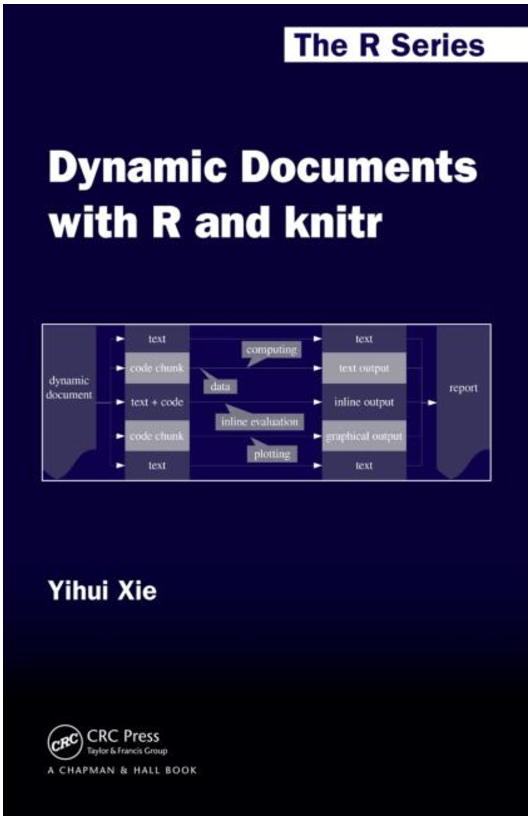 The R Series
Dynamic Documents
with R and knitr
text
text
computing
code chunk
text output
data
dynamic
document
text + code
inline output
report
inline evaluation
code chunk
graphical output
plotting
text
text
Yihui Xie
CRC
CRC Press
Taylor & Francis Group
A CHAPMAN & HALL BOOK